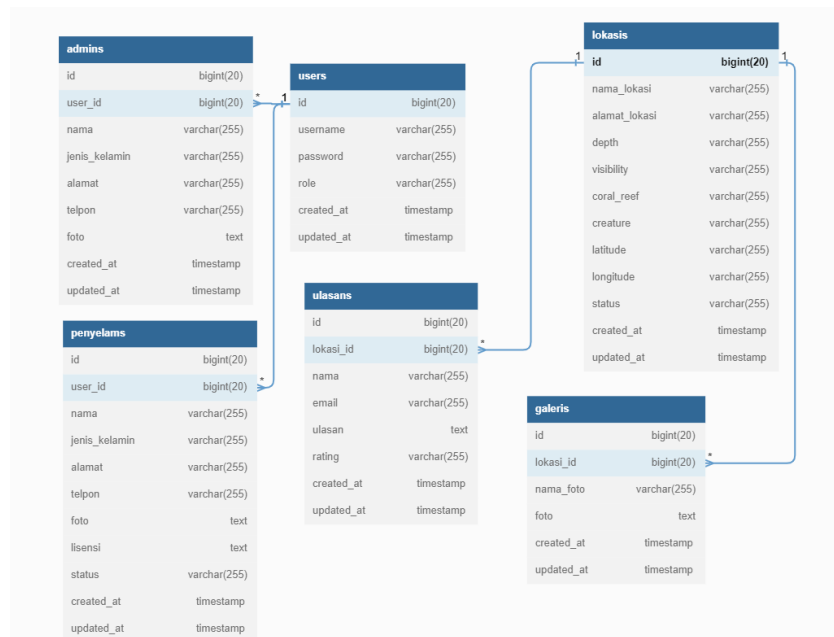 admins
id bigint(20)
user_id bigint(20)
nama varchar(255)
jenis_kelamin varchar(255)
alamat varchar(255)
telpon varchar(255)
foto text
created_at timestamp
updated_at timestamp
*
1
users
id bigint(20)
username varchar(255)
password varchar(255)
role varchar(255)
created_at timestamp
updated_at timestamp
lokasis
1
id bigint(20)
1
nama_lokasi varchar(255)
alamat_lokasi varchar(255)
depth varchar(255)
visibility varchar(255)
coral_reef varchar(255)
creature varchar(255)
latitude varchar(255)
longitude varchar(255)
status varchar(255)
created_at timestamp
updated_at timestamp
penyelams
id bigint(20)
user_id bigint(20)
*
nama varchar(255)
jenis_kelamin varchar(255)
alamat varchar(255)
telpon varchar(255)
foto text
lisensi text
status varchar(255)
created_at timestamp
updated_at timestamp
ulasans
id bigint(20)
lokasi_id bigint(20)
*
nama varchar(255)
email varchar(255)
ulasan text
rating varchar(255)
created_at timestamp
updated_at timestamp
galeris
id bigint(20)
lokasi_id bigint(20)
*
nama_foto varchar(255)
foto text
created_at timestamp
updated_at timestamp